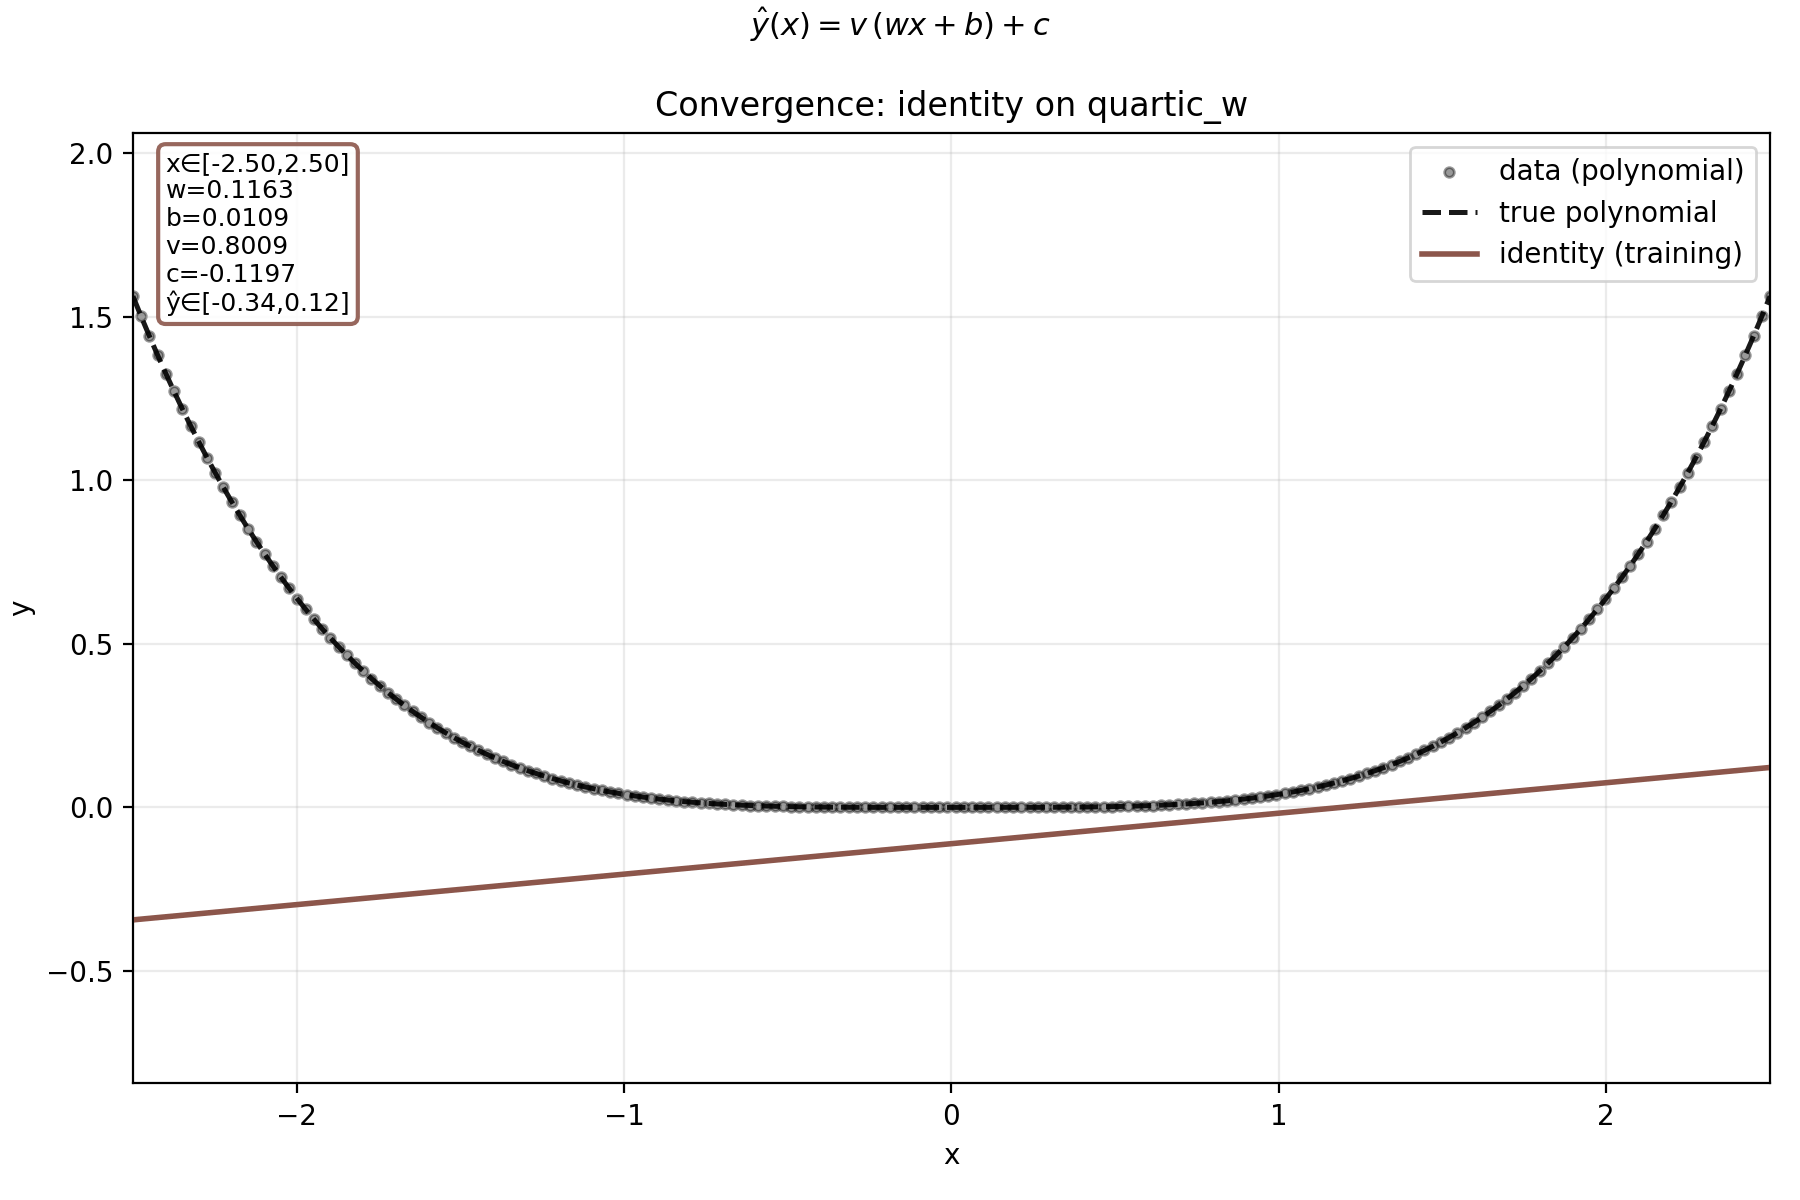 ŷ(x) = v (wx + b) + c
Convergence: identity on quartic_w
x∈[-2.50,2.50]
w=0.1163
b=0.0109
v=0.8009
c=-0.1197
ŷ∈[-0.34,0.12]
data (polynomial)
true polynomial
identity (training)
2.0
1.5
1.0
0.5
0.0
−0.5
y
−2
−1
0
1
2
x